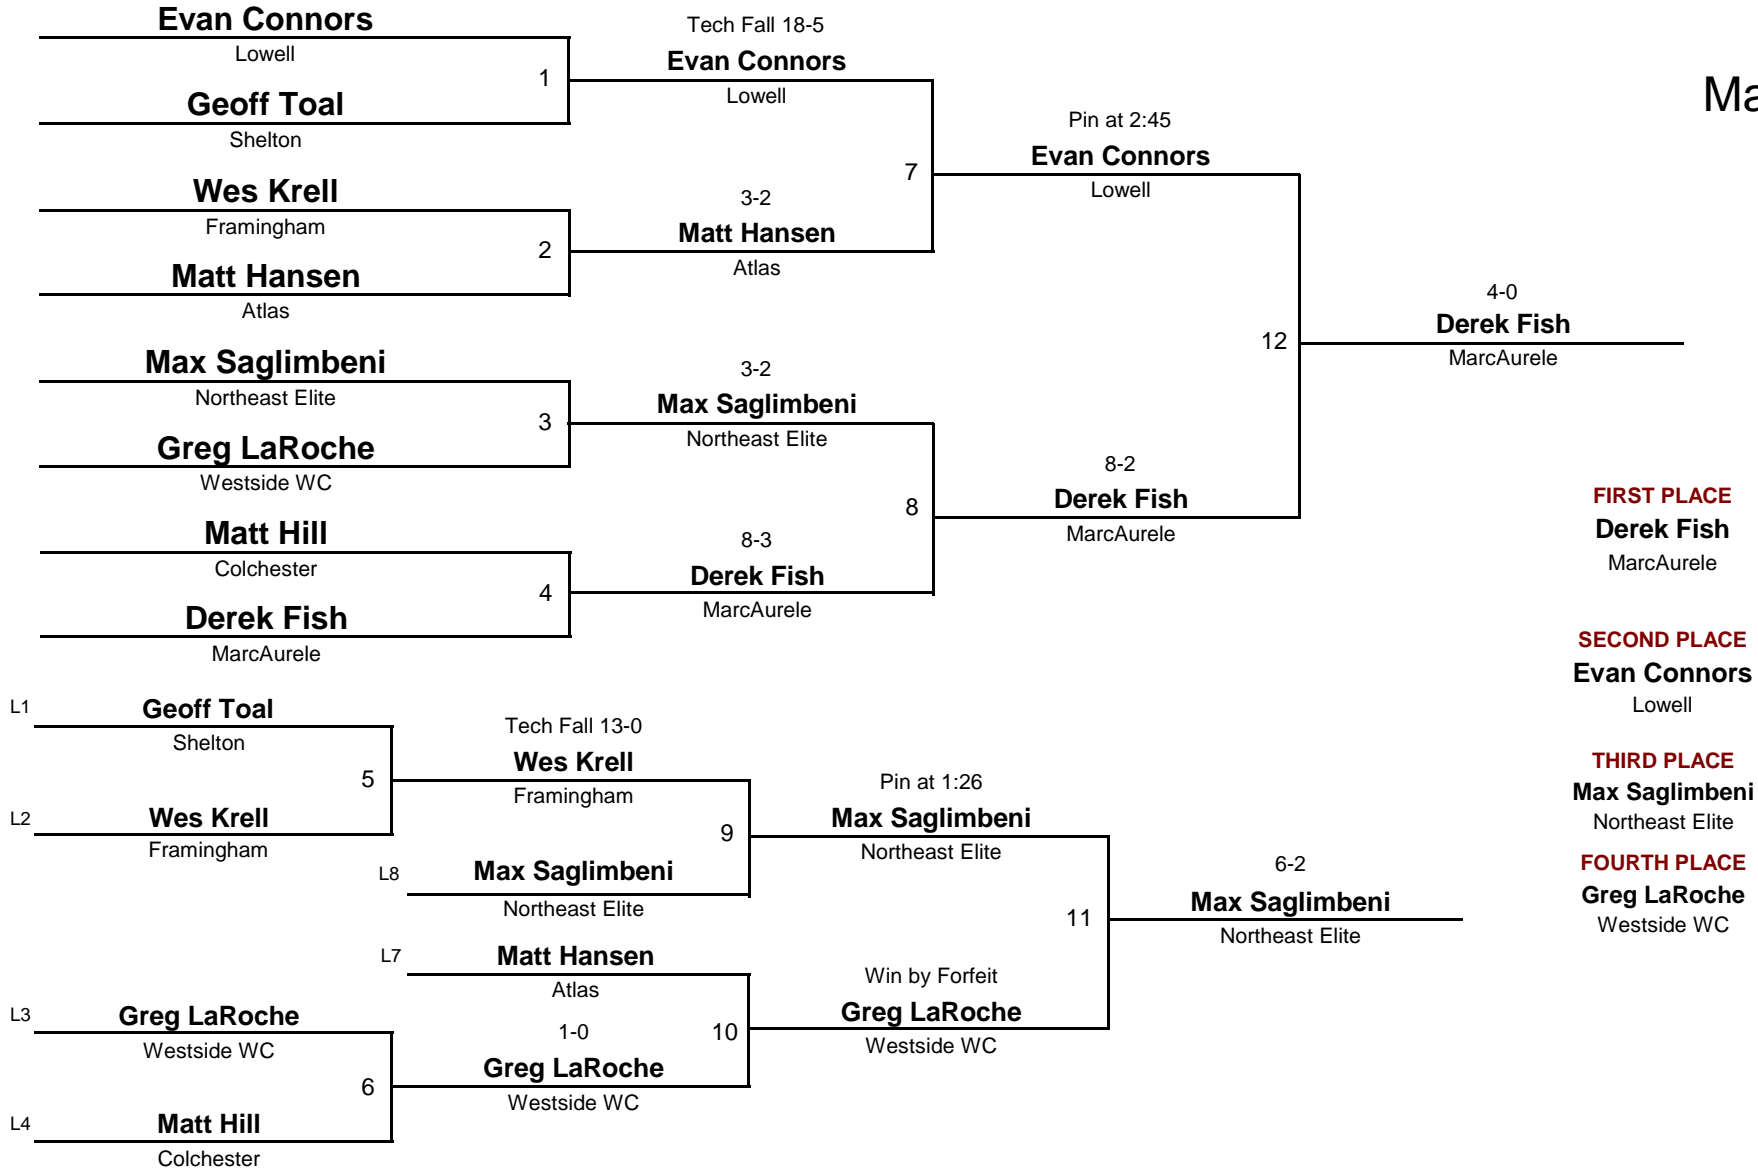 Evan Connors
Lowell
1
Geoff Toal
Shelton
Wes Krell
Framingham
2
Matt Hansen
Atlas
Max Saglimbeni
Northeast Elite
3
Greg LaRoche
Westside WC
Matt Hill
Colchester
4
Derek Fish
MarcAurele
Tech Fall 18-5
Evan Connors
Lowell
7
3-2
Matt Hansen
Atlas
3-2
Max Saglimbeni
Northeast Elite
8
8-3
Derek Fish
MarcAurele
Pin at 2:45
Evan Connors
Lowell
12
8-2
Derek Fish
MarcAurele
4-0
Derek Fish
MarcAurele
Ma
FIRST PLACE
Derek Fish
MarcAurele
SECOND PLACE
Evan Connors
Lowell
THIRD PLACE
Max Saglimbeni
Northeast Elite
FOURTH PLACE
Greg LaRoche
Westside WC
L1
Geoff Toal
Shelton
5
L2
Wes Krell
Framingham
Tech Fall 13-0
Wes Krell
Framingham
9
L8
Max Saglimbeni
Northeast Elite
L7
Matt Hansen
Atlas
10
L3
Greg LaRoche
Westside WC
6
L4
Matt Hill
Colchester
1-0
Greg LaRoche
Westside WC
Pin at 1:26
Max Saglimbeni
Northeast Elite
11
Win by Forfeit
Greg LaRoche
Westside WC
6-2
Max Saglimbeni
Northeast Elite